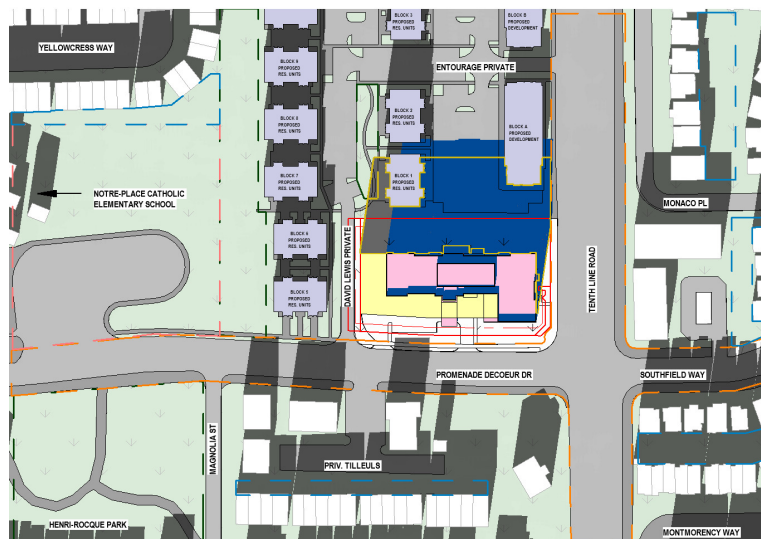 BLOCK 3
PROPOSED
RES. UNITS
BLOCK B
PROPOSED
DEVELOPMENT
YELLOWCRESS WAY
BLOCK 9
PROPOSED
RES. UNITS
ENTOURAGE PRIVATE
BLOCK 8
PROPOSED
RES. UNITS
BLOCK 2
PROPOSED
RES. UNITS
BLOCK A
PROPOSED
DEVELOPMENT
BLOCK 7
PROPOSED
RES. UNITS
BLOCK 1
PROPOSED
RES. UNITS
NOTRE-PLACE CATHOLIC
ELEMENTARY SCHOOL
MONACO PL
BLOCK 6
PROPOSED
RES. UNITS
DAVID LEWIS PRIVATE
TENTH LINE ROAD
BLOCK 5
PROPOSED
RES. UNITS
PROMENADE DECOEUR DR
SOUTHFIELD WAY
MAGNOLIA ST
PRIV. TILLEULS
HENRI-ROCQUE PARK
MONTMORENCY WAY